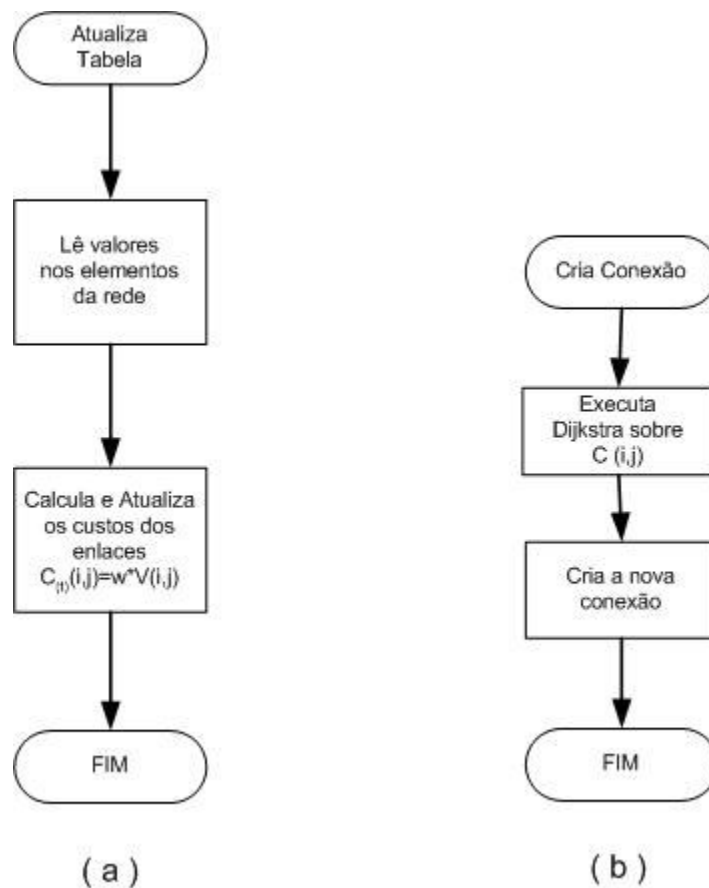 Atualiza
Tabela
Lê valores
nos elementos
da rede
Calcula e Atualiza
os custos dos
enlaces
C(t)(i,j)=w*V(i,j)
FIM
( a )
Cria Conexão
Executa
Dijkstra sobre
C (i,j)
Cria a nova
conexão
FIM
( b )